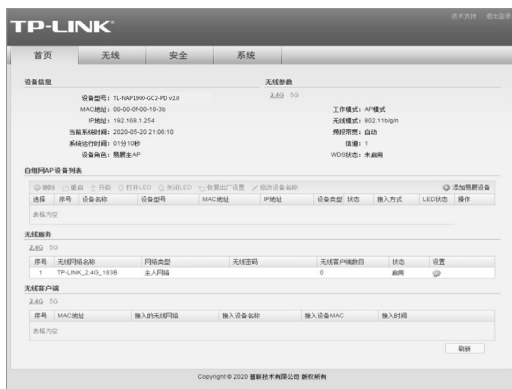 TP-LINK
技术支持 退出登录
首页 无线 安全 系统
设备信息
设备型号：TL-NAP1900-GC2-PD v2.0
MAC地址：00-00-0f-00-18-3b
IP地址：192.168.1.254
当前系统时间：2020-05-20 21:06:10
系统运行时间：01分10秒
设备角色：易展主AP
无线参数
2.4G 5G
工作模式：AP模式
无线模式：802.11b/g/n
频段带宽：自动
信道：1
WDS状态：未启用
自组网AP设备列表
删除 重启 升级 打开LED 关闭LED 恢复出厂设置 修改设备名称 添加易展设备
选择 序号 设备名称 设备型号 MAC地址 IP地址 设备类型 状态 接入方式 LED状态 操作
表格为空
无线服务
2.4G 5G
序号 无线网络名称 网络类型 无线密码 无线客户端数目 状态 设置
1 TP-LINK_2.4G_183B 主人网络 0 启用
无线客户端
2.4G 5G
序号 MAC地址 接入的无线网络 接入设备名称 接入设备MAC 接入时间
表格为空
刷新
Copyright © 2020 普联技术有限公司 版权所有